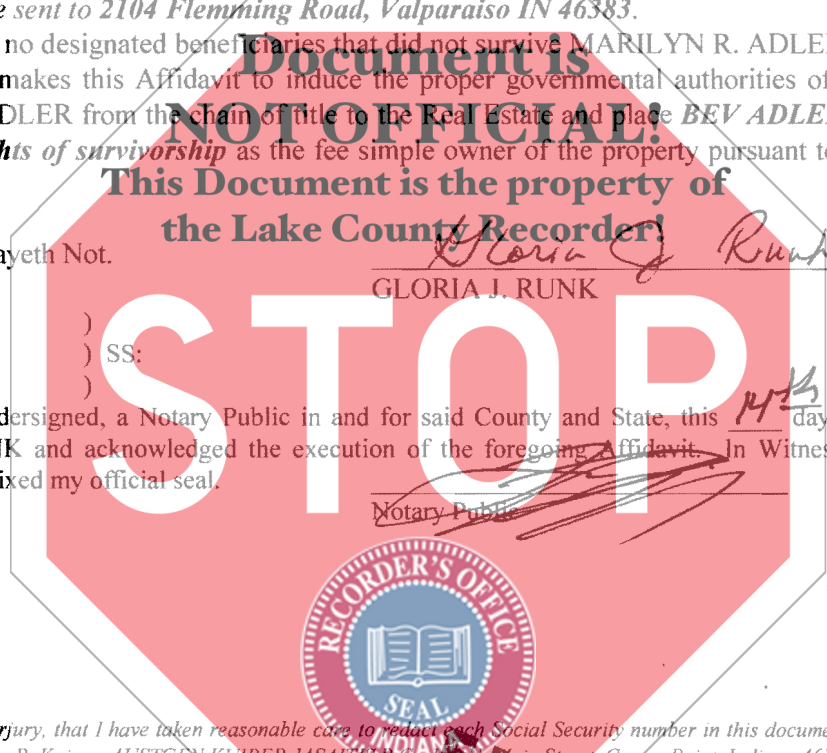 e sent to 2104 Flemming Road, Valparaiso IN 46383.
no designated beneficiaries that did not survive MARILYN R. ADLE
Document is
makes this Affidavit to induce the proper governmental authorities of
DLER from the chain of title to the Real Estate and place BEV ADLE
NOT OFFICIAL!
hts of survivorship as the fee simple owner of the property pursuant to
This Document is the property of
the Lake County Recorder!
ayeth Not.
Gloria J Runk
GLORIA J. RUNK
)
) SS:
)
STOP
dersigned, a Notary Public in and for said County and State, this 14th day
K and acknowledged the execution of the foregoing Affidavit. In Witnes
ixed my official seal.
Notary Public
RECORDER'S OFFICE
SEAL
INDIANA
rjury, that I have taken reasonable care to redact each Social Security number in this docume